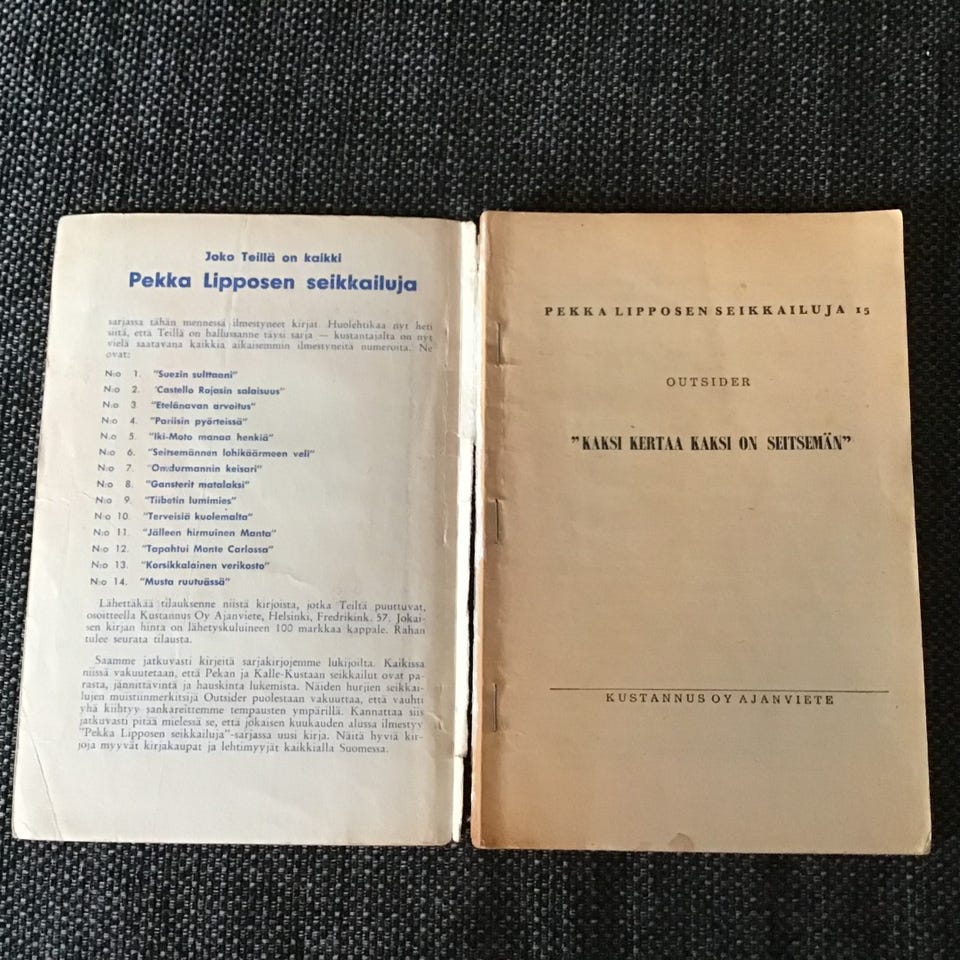 Joko Teillä on kaikki
Pekka Lipposen seikkailuja
sarjassa tähän mennessä ilmestyneet kirjat. Huolehtikaa nyt heti
siitä, että Teillä on hallussanne täysi sarja — kustantajalta on nyt
vielä saatavana kaikkia aikaisemmin ilmestyneitä numeroita. Ne
ovat:
N:o 1. "Suezin sulttaani"
N:o 2. "Castello Rojasin salaisuus"
N:o 3 "Etelänavan arvoitus"
N:o 4. "Pariisin pyörteissä"
N:o 5. "Iki-Moto manaa henkiä"
N:o 6. "Seitsemännen lohikäärmeen veli"
N:o 7. "Omdurmannin keisari"
N:o 8. "Gansterit matalaksi"
N:o 9. "Tiibetin lumimies"
N:o 10. "Terveisiä kuolemalta"
N:o 11. "Jälleen hirmuinen Manta"
N:o 12. "Tapahtui Monte Carlossa"
N:o 13. "Korsikkalainen verikosto"
N:o 14. "Musta ruutuässä"
Lähettäkää tilauksenne niistä kirjoista, jotka Teiltä puuttuvat,
osoitteella Kustannus Oy Ajanviete, Helsinki, Fredrikink. 57. Jokai-
sen kirjan hinta on lähetyskuluineen 100 markkaa kappale. Rahan
tulee seurata tilausta.
Saamme jatkuvasti kirjeitä sarjakirjojemme lukijoilta. Kaikissa
niissä vakuutetaan, että Pekan ja Kalle-Kustaan seikkailut ovat pa-
rasta, jännittävintä ja hauskinta lukemista. Näiden hurjien seikkai-
lujen muistiinmerkitsijä Outsider puolestaan vakuuttaa, että vauhti
yhä kiihtyy sankareittemme tempausten ympärillä. Kannattaa siis
jatkuvasti pitää mielessä se, että jokaisen kuukauden alussa ilmestyy
"Pekka Lipposen seikkailuja"-sarjassa uusi kirja. Näitä hyviä kir-
joja myyvät kirjakaupat ja lehtimyyjät kaikkialla Suomessa.
PEKKA LIPPOSEN SEIKKAILUJA 15
OUTSIDER
"KAKSI KERTAA KAKSI ON SEITSEMÄN"
KUSTANNUS OY AJANVIETE